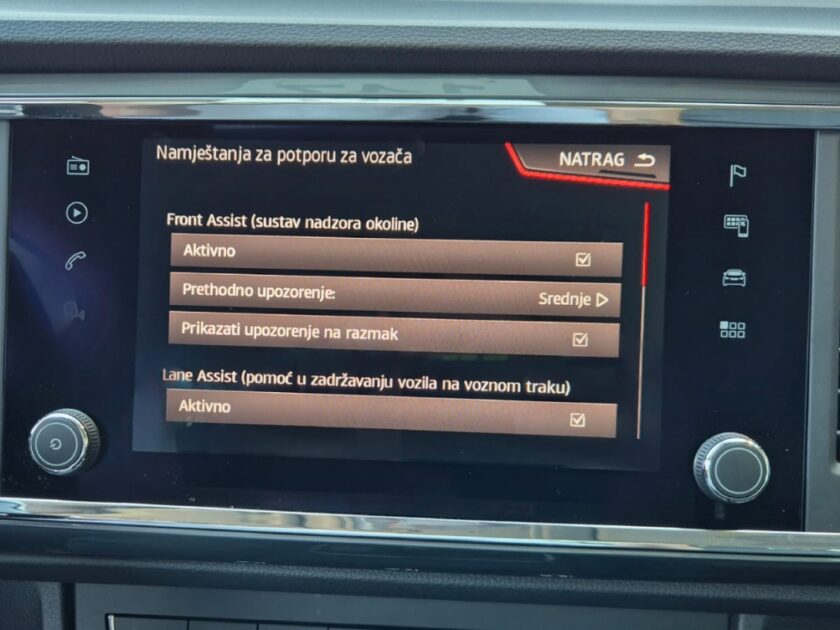 Namještanja za potporu za vozača
NATRAG
Front Assist (sustav nadzora okoline)
Aktivno
Prethodno upozorenje:
Srednje
Prikazati upozorenje na razmak
Lane Assist (pomoć u zadržavanju vozila na voznom traku)
Aktivno